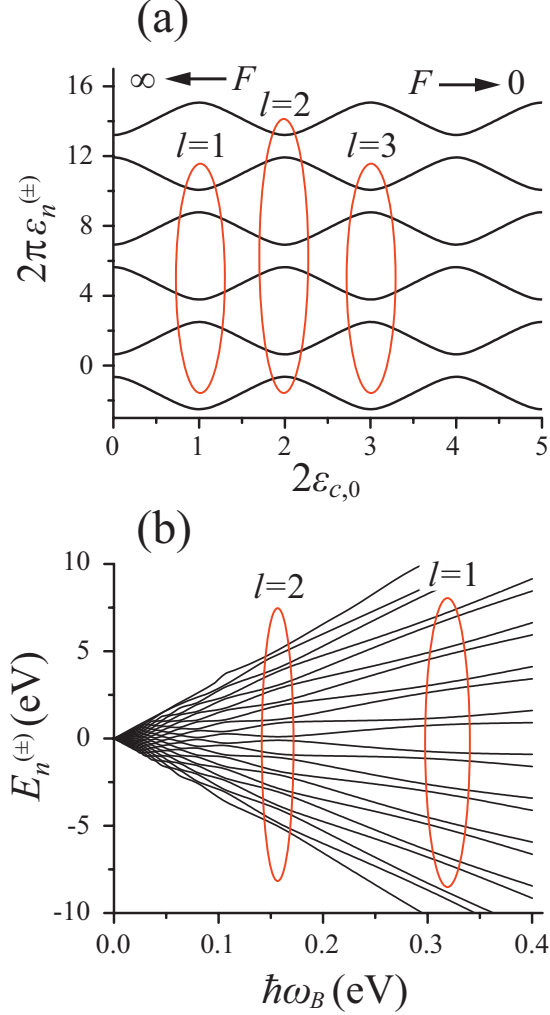 (a)
∞ ← F F → 0
l=1 l=2 l=3
16
12
8
4
0
2πε_n^(±)
0 1 2 3 4 5
2ε_c,0
(b)
l=2 l=1
10
5
0
-5
-10
E_n^(±) (eV)
0.0 0.1 0.2 0.3 0.4
ħω_B (eV)